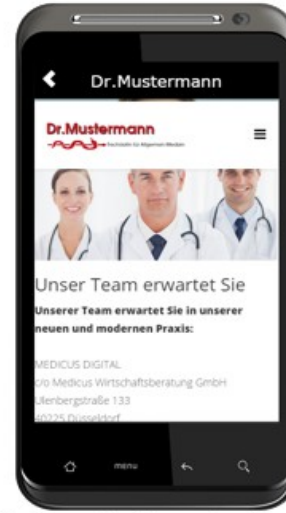 Dr.Mustermann
Dr.Mustermann
Unser Team erwartet Sie
Unserer Team erwartet Sie in unserer
neuen und modernen Praxis:
MEDICUS DIGITAL
c/o Medicus Wirtschaftsberatung GmbH
Ulenbergstraße 133
40225 Düsseldorf
menu